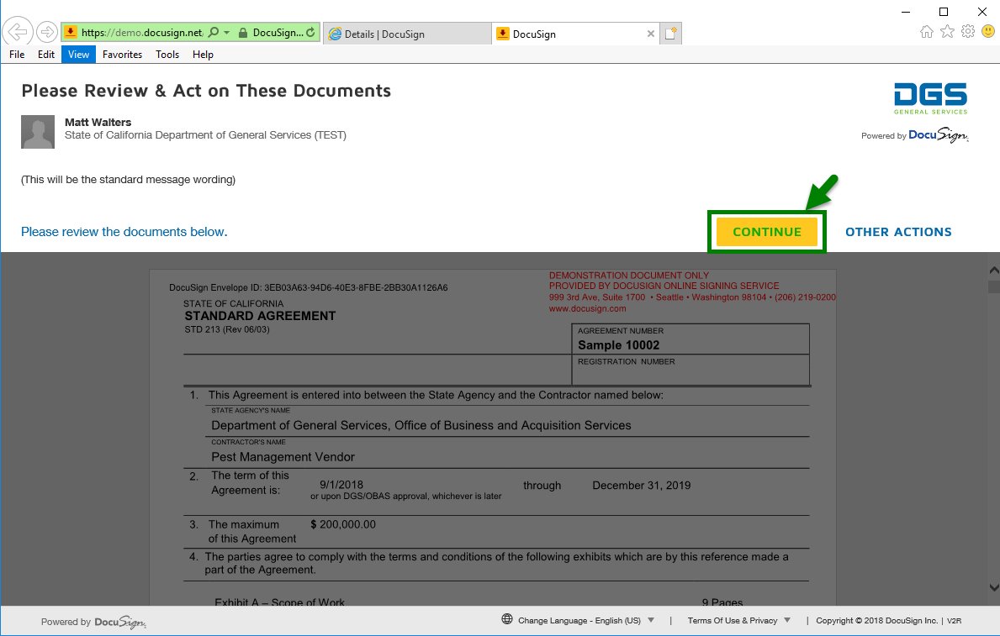 https://demo.docusign.net
DocuSign...
Details | DocuSign
DocuSign
File Edit View Favorites Tools Help
Please Review & Act on These Documents
Matt Walters
State of California Department of General Services (TEST)
DGS
GENERAL SERVICES
Powered by DocuSign
(This will be the standard message wording)
Please review the documents below.
CONTINUE
OTHER ACTIONS
DocuSign Envelope ID: 3EB03A63-94D6-40E3-8FBE-2BB30A1126A6
DEMONSTRATION DOCUMENT ONLY
PROVIDED BY DOCUSIGN ONLINE SIGNING SERVICE
999 3rd Ave, Suite 1700 • Seattle • Washington 98104 • (206) 219-0200
www.docusign.com
STATE OF CALIFORNIA
STANDARD AGREEMENT
STD 213 (Rev 06/03)
AGREEMENT NUMBER
Sample 10002
REGISTRATION NUMBER
1. This Agreement is entered into between the State Agency and the Contractor named below:
STATE AGENCY'S NAME
Department of General Services, Office of Business and Acquisition Services
CONTRACTOR'S NAME
Pest Management Vendor
2. The term of this
Agreement is:
9/1/2018 through December 31, 2019
or upon DGS/OBAS approval, whichever is later
3. The maximum $ 200,000.00
of this Agreement
4. The parties agree to comply with the terms and conditions of the following exhibits which are by this reference made a
part of the Agreement.
Exhibit A – Scope of Work 9 Pages
Powered by DocuSign
Change Language - English (US) | Terms Of Use & Privacy | Copyright © 2018 DocuSign Inc. | V2R